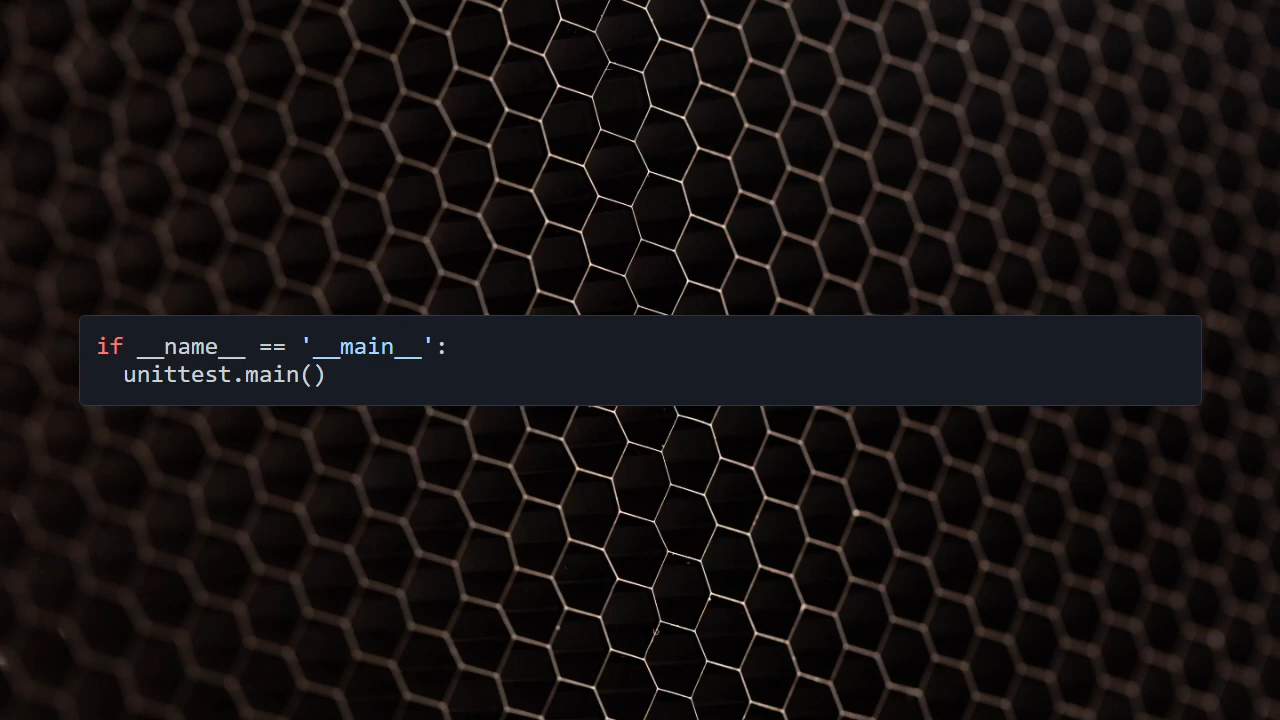 if __name__ == '__main__':
  unittest.main()